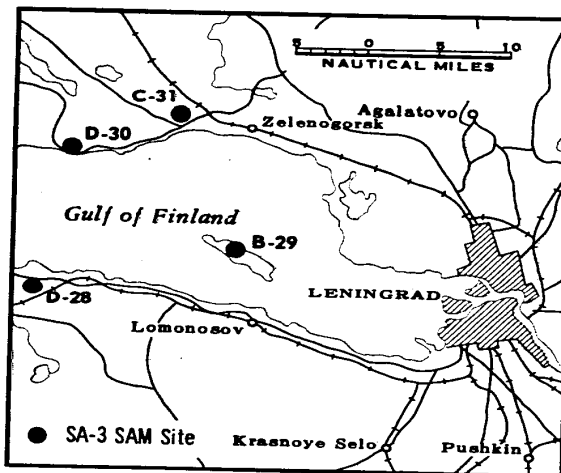 5 0 5 10
NAUTICAL MILES
C-31
Agalatovo
D-30
Zelenogorsk
Gulf of Finland
B-29
D-28
LENINGRAD
Lomonosov
SA-3 SAM Site
Krasnoye Selo
Pushkin